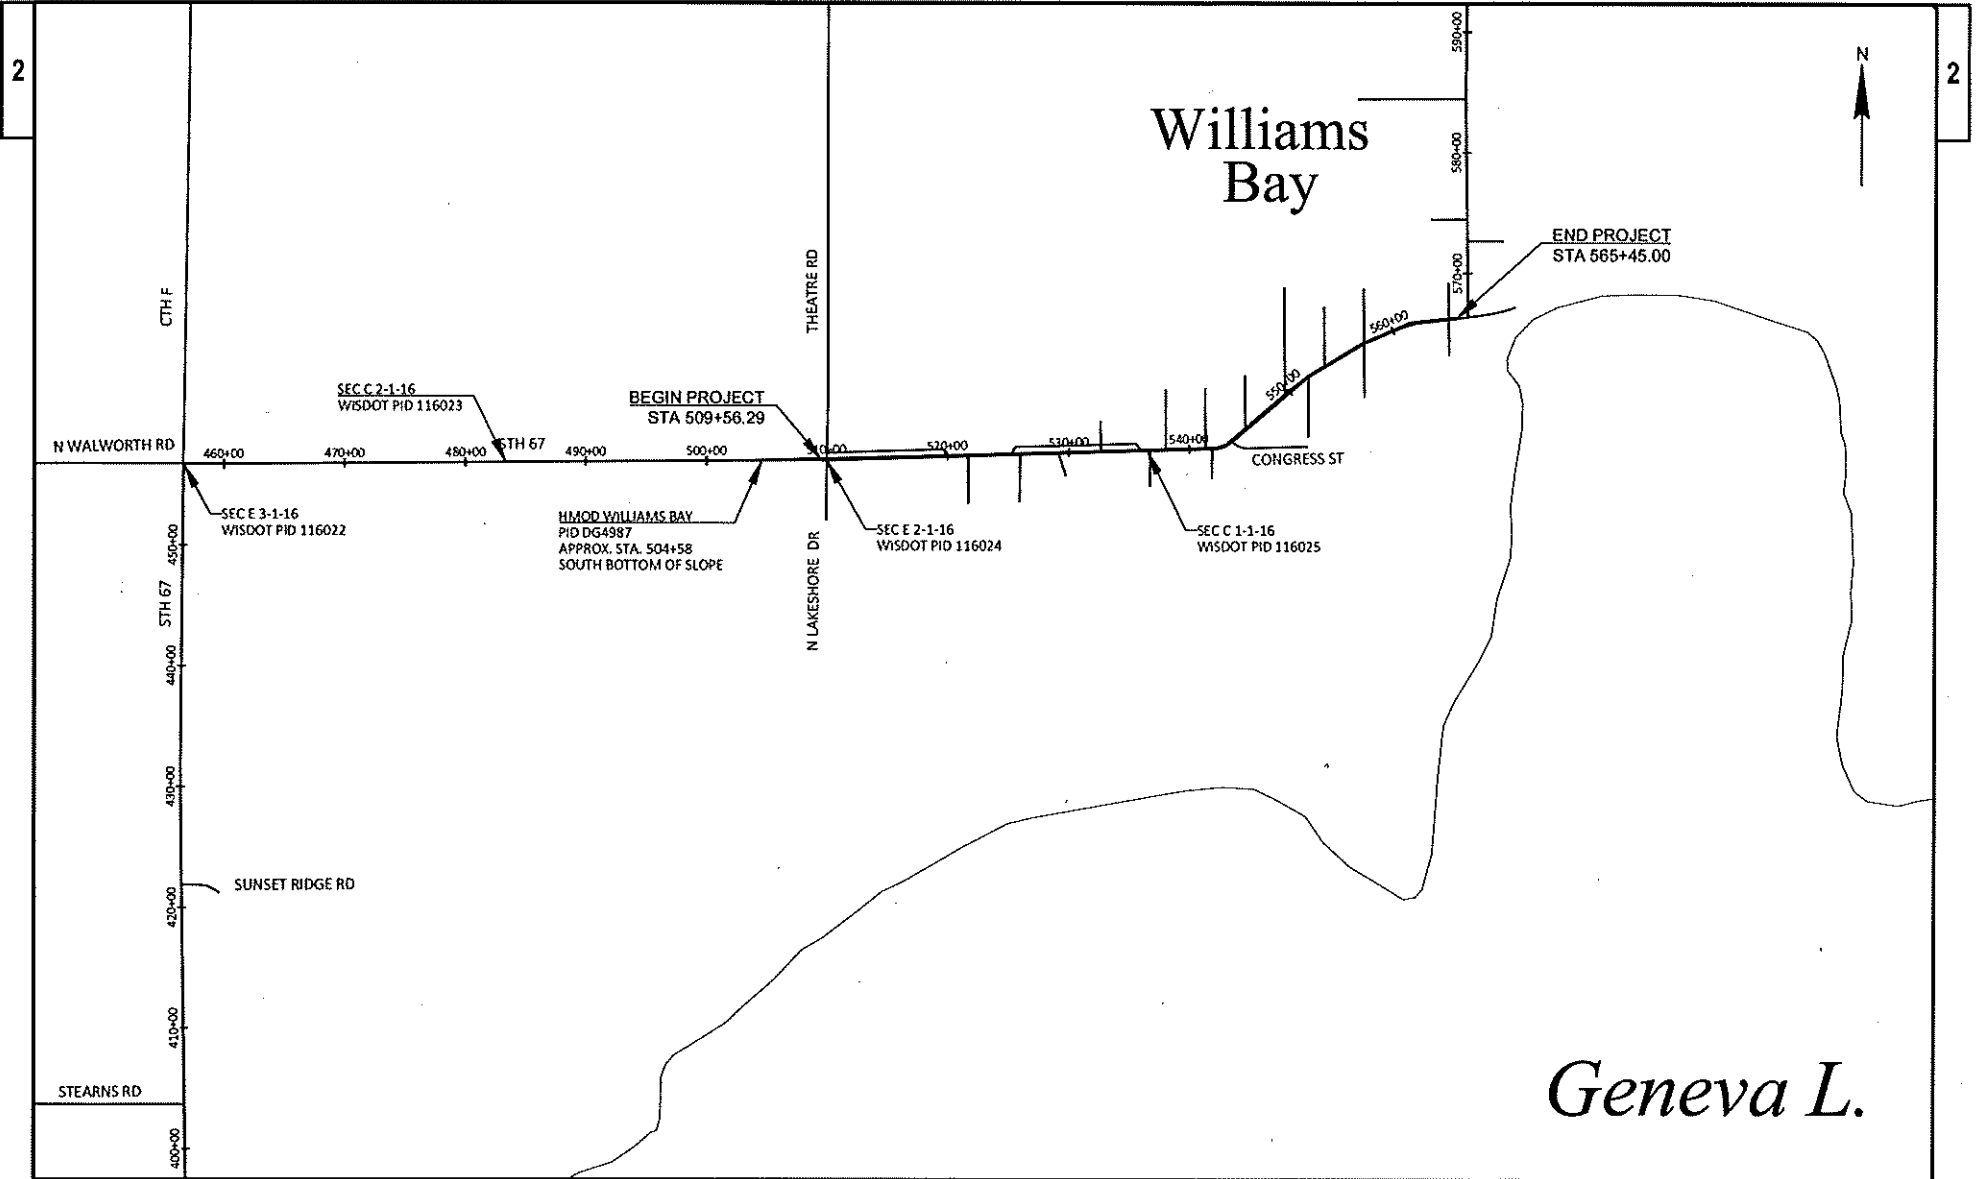 2
2
N
Williams
Bay
590+00
580+00
570+00
END PROJECT
STA 565+45.00
THEATRE RD
CTH F
560+00
550+00
SEC C 2-1-16
WISDOT PID 116023
BEGIN PROJECT
STA 509+56.29
N WALWORTH RD
STH 67
460+00
470+00
480+00
490+00
500+00
510+00
520+00
530+00
540+00
CONGRESS ST
SEC E 3-1-16
WISDOT PID 116022
HMOD WILLIAMS BAY
PID DG4987
APPROX. STA. 504+58
SOUTH BOTTOM OF SLOPE
SEC E 2-1-16
WISDOT PID 116024
SEC C 1-1-16
WISDOT PID 116025
N LAKESHORE DR
450+00
STH 67
440+00
430+00
SUNSET RIDGE RD
420+00
410+00
STEARNS RD
400+00
Geneva L.